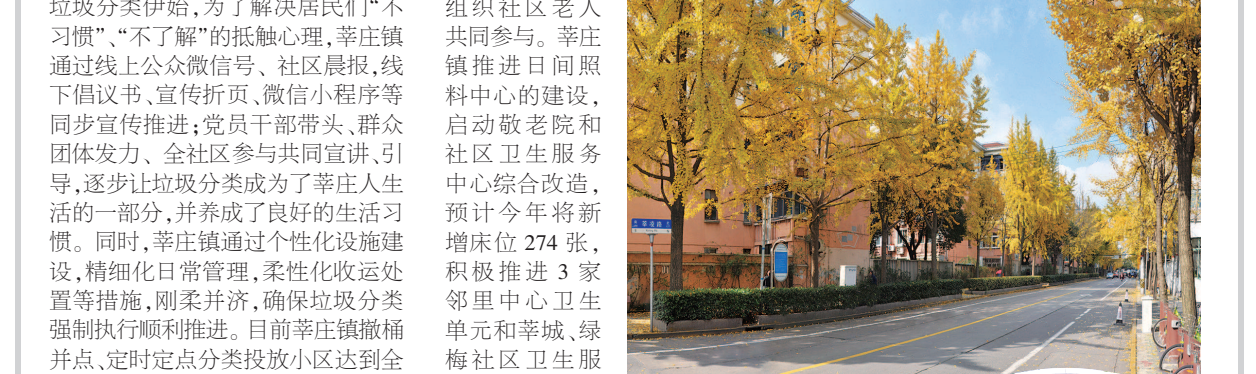 垃圾分类伊始,为了解决居民们“不
习惯”、“不了解”的抵触心理,莘庄镇
通过线上公众微信号、社区晨报,线
下倡议书、宣传折页、微信小程序等
同步宣传推进;党员干部带头、群众
团体发力、全社区参与共同宣讲、引
导,逐步让垃圾分类成为了莘庄人生
活的一部分,并养成了良好的生活习
惯。同时,莘庄镇通过个性化设施建
设,精细化日常管理,柔性化收运处
置等措施,刚柔并济,确保垃圾分类
强制执行顺利推进。目前莘庄镇撤桶
并点、定时定点分类投放小区达到全
组织社区老人
共同参与。莘庄
镇推进日间照
料中心的建设,
启动敬老院和
社区卫生服务
中心综合改造,
预计今年将新
增床位 274 张,
积极推进 3 家
邻里中心卫生
单元和莘城、绿
梅社区卫生服